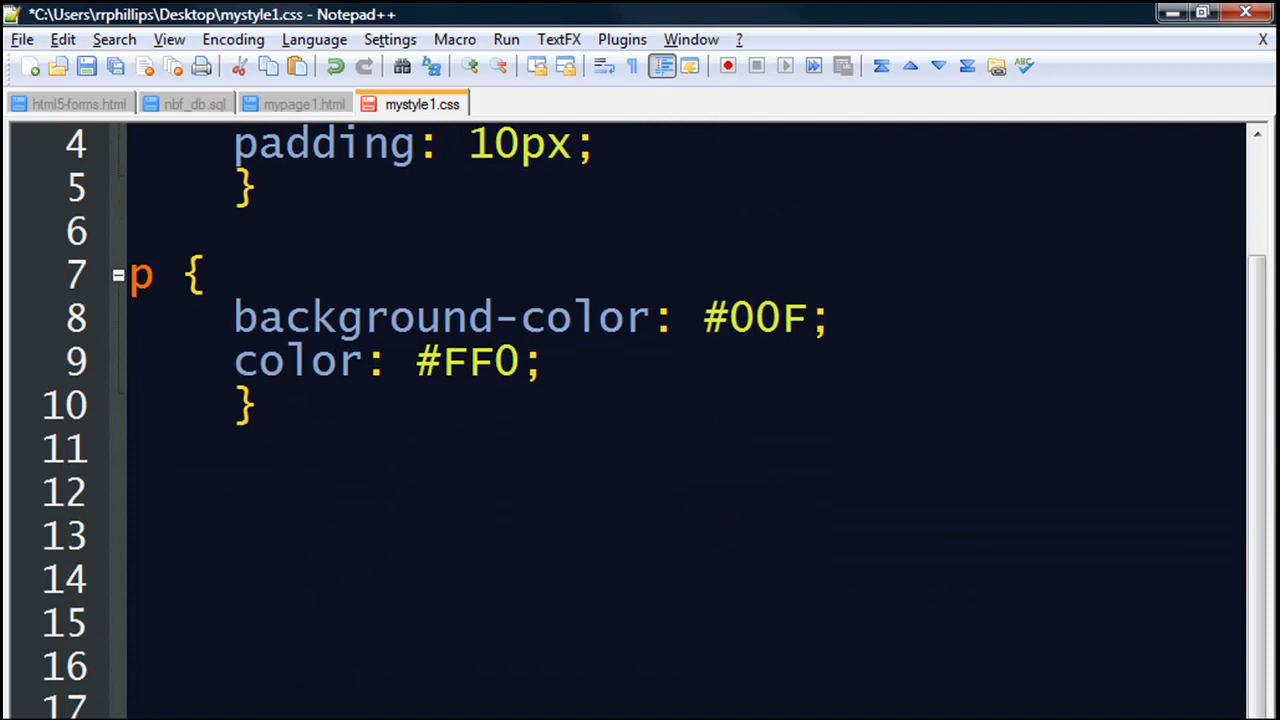 *C:\Users\rrphillips\Desktop\mystyle1.css - Notepad++
File Edit Search View Encoding Language Settings Macro Run TextFX Plugins Window ? X
html5-forms.html nbf_db.sql mypage1.html mystyle1.css
4 padding: 10px;
5 }
6
7 p {
8 background-color: #00F;
9 color: #FF0;
10 }
11
12
13
14
15
16
17